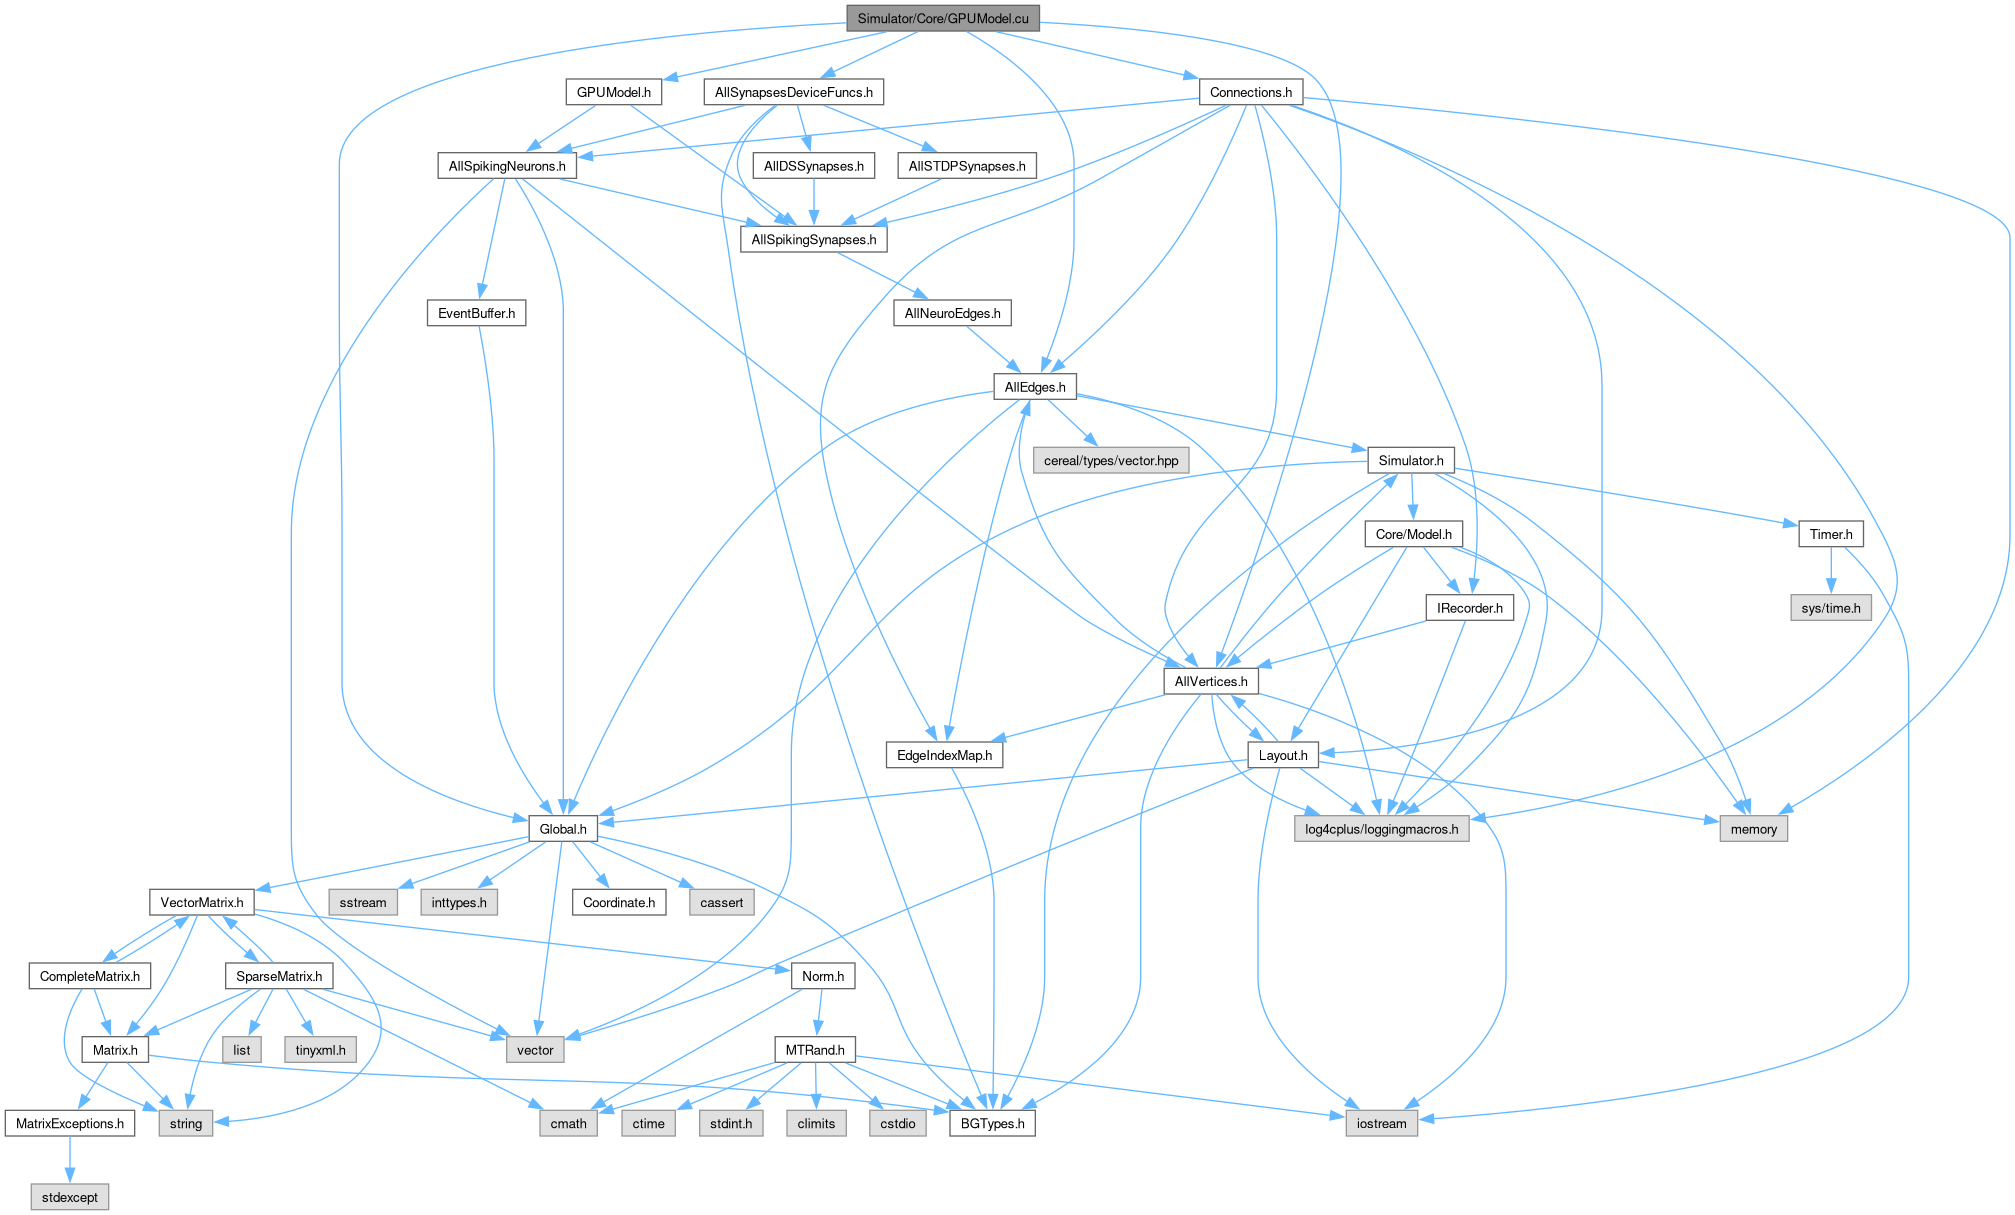 Simulator/Core/GPUModel.cu
GPUModel.h
AllSynapsesDeviceFuncs.h
Connections.h
AllSpikingNeurons.h
AllDSSynapses.h
AllSTDPSynapses.h
AllSpikingSynapses.h
EventBuffer.h
AllNeuroEdges.h
AllEdges.h
cereal/types/vector.hpp
Simulator.h
Core/Model.h
Timer.h
IRecorder.h
sys/time.h
AllVertices.h
EdgeIndexMap.h
Layout.h
Global.h
log4cplus/loggingmacros.h
memory
VectorMatrix.h
sstream
inttypes.h
Coordinate.h
cassert
CompleteMatrix.h
SparseMatrix.h
Norm.h
Matrix.h
list
tinyxml.h
vector
MTRand.h
MatrixExceptions.h
string
cmath
ctime
stdint.h
climits
cstdio
BGTypes.h
iostream
stdexcept